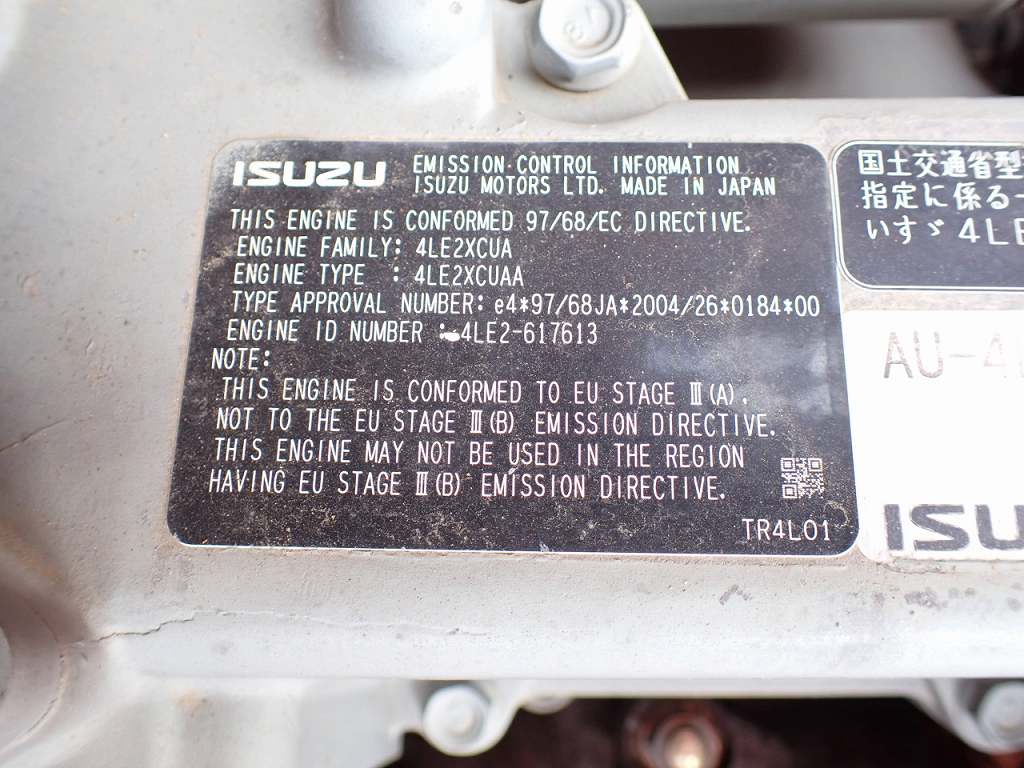 ISUZU EMISSION CONTROL INFORMATION
ISUZU MOTORS LTD. MADE IN JAPAN
THIS ENGINE IS CONFORMED 97/68/EC DIRECTIVE.
ENGINE FAMILY: 4LE2XCUA
ENGINE TYPE : 4LE2XCUAA
TYPE APPROVAL NUMBER: e4*97/68JA*2004/26*0184*00
ENGINE ID NUMBER : 4LE2-617613
NOTE:
THIS ENGINE IS CONFORMED TO EU STAGE Ⅲ(A).
NOT TO THE EU STAGE Ⅲ(B) EMISSION DIRECTIVE.
THIS ENGINE MAY NOT BE USED IN THE REGION
HAVING EU STAGE Ⅲ(B) EMISSION DIRECTIVE.
TR4L01
国土交通省型
指定に係る一
いすゞ 4LE
AU-4
ISU